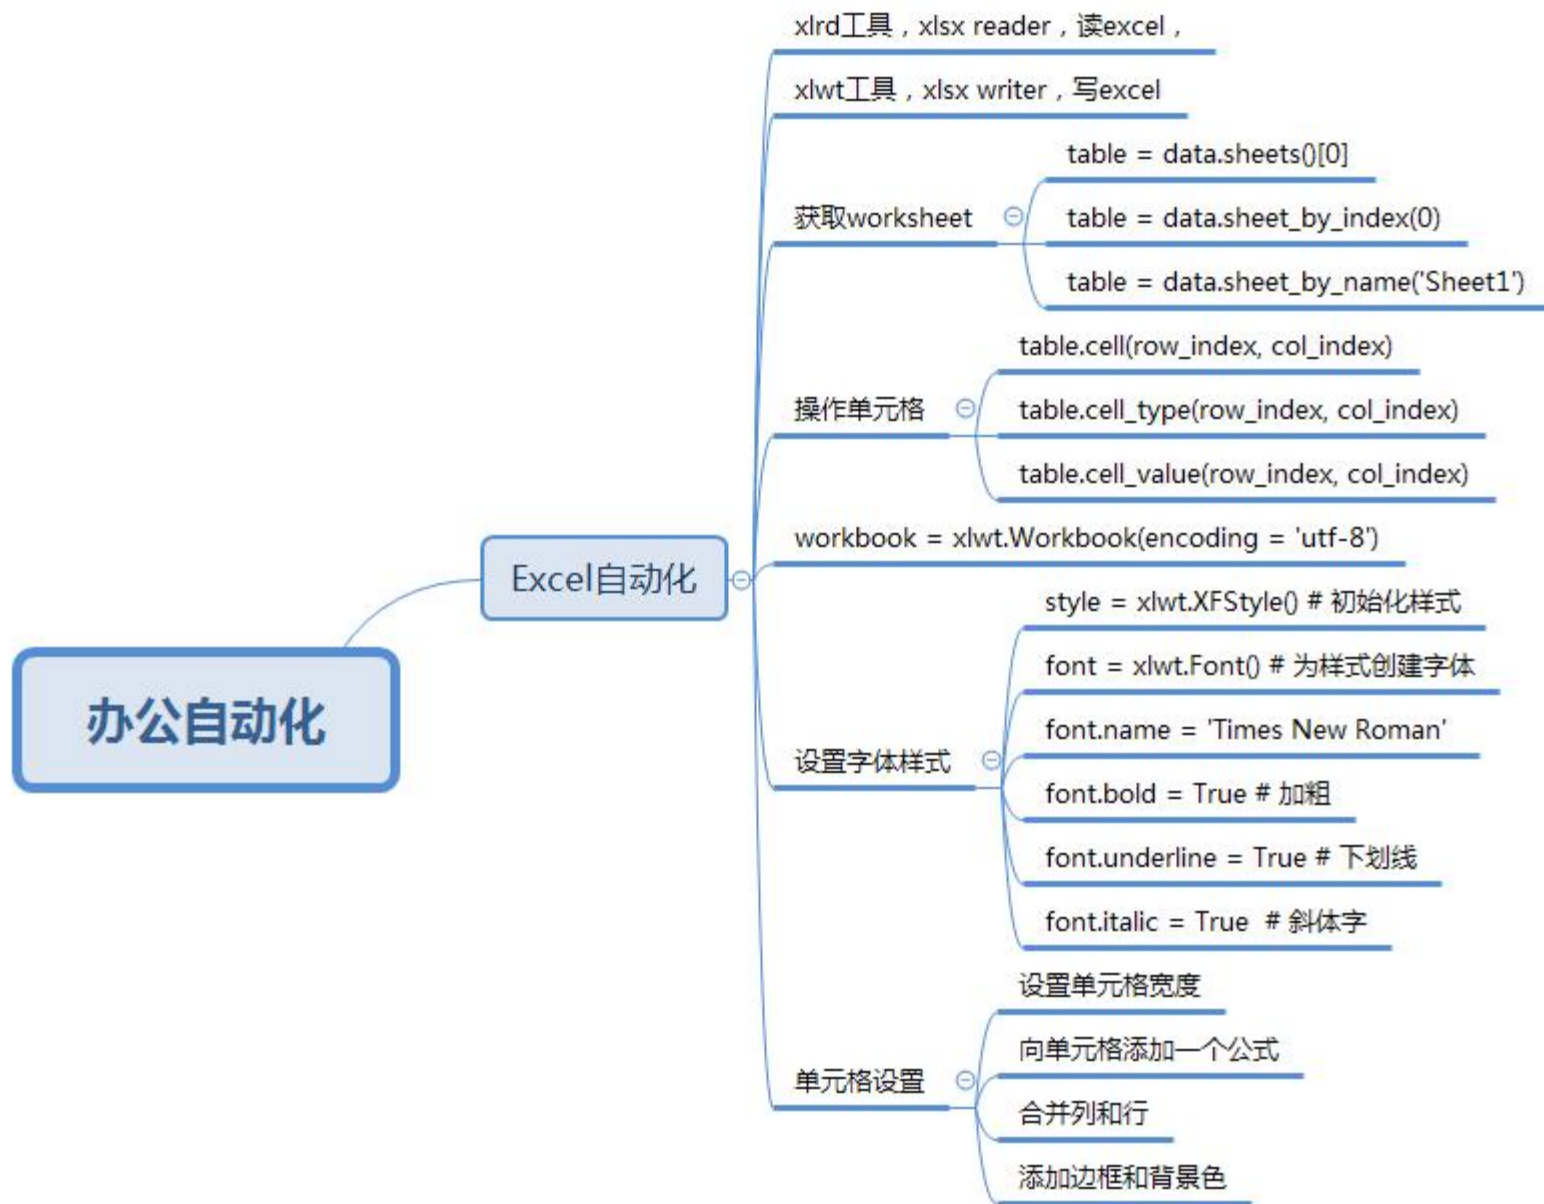 办公自动化
Excel自动化
xlrd工具，xlsx reader，读excel，
xlwt工具，xlsx writer，写excel
获取worksheet
table = data.sheets()[0]
table = data.sheet_by_index(0)
table = data.sheet_by_name('Sheet1')
操作单元格
table.cell(row_index, col_index)
table.cell_type(row_index, col_index)
table.cell_value(row_index, col_index)
workbook = xlwt.Workbook(encoding = 'utf-8')
设置字体样式
style = xlwt.XFStyle() # 初始化样式
font = xlwt.Font() # 为样式创建字体
font.name = 'Times New Roman'
font.bold = True # 加粗
font.underline = True # 下划线
font.italic = True  # 斜体字
单元格设置
设置单元格宽度
向单元格添加一个公式
合并列和行
添加边框和背景色